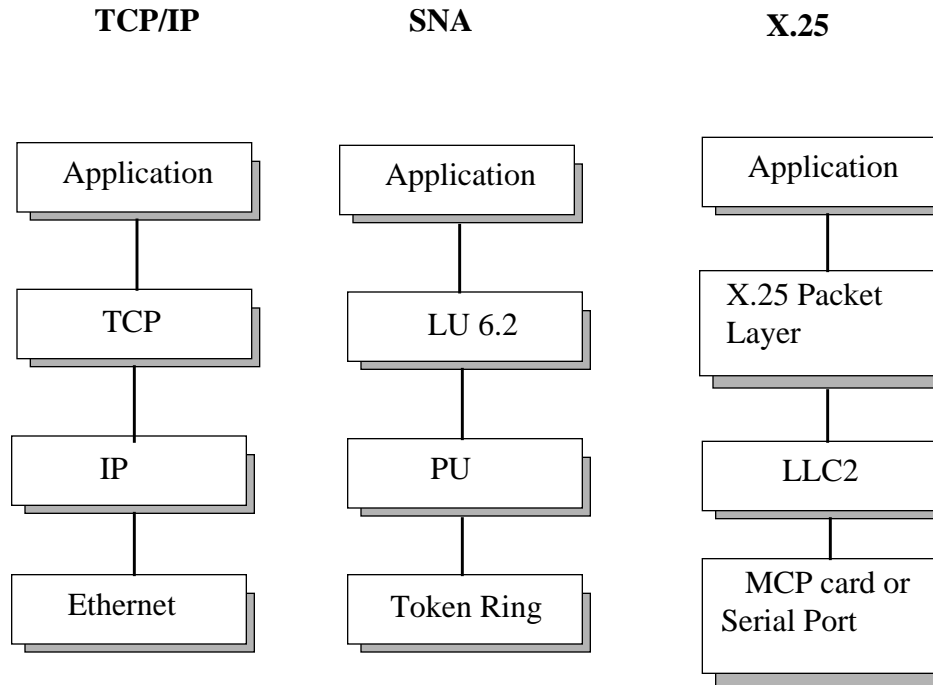 TCP/IP
SNA
X.25
Application
Application
Application
TCP
LU 6.2
X.25 Packet
Layer
IP
PU
LLC2
Ethernet
Token Ring
MCP card or
Serial Port